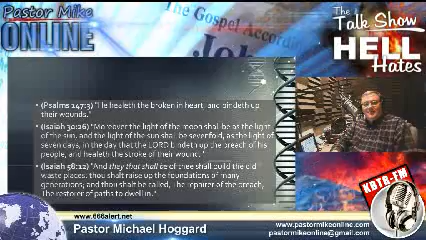 Pastor Mike
ONLINE
The Gospel According
Joh
The
Talk Show
HELL
Hates
(Psalms 147:3) "He healeth the broken in heart, and bindeth up
their wounds."
(Isaiah 30:26) "Moreover the light of the moon shall be as the light
of the sun, and the light of the sun shall be sevenfold, as the light of
seven days, in the day that the LORD bindeth up the breach of his
people, and healeth the stroke of their wound."
(Isaiah 58:12) "And they that shall be of thee shall build the old
waste places: thou shalt raise up the foundations of many
generations; and thou shalt be called, The repairer of the breach,
The restorer of paths to dwell in."
KBTR-FM
www.666alert.net
Pastor Michael Hoggard
www.pastormikeonline.com
pastormikeonline@gmail.com